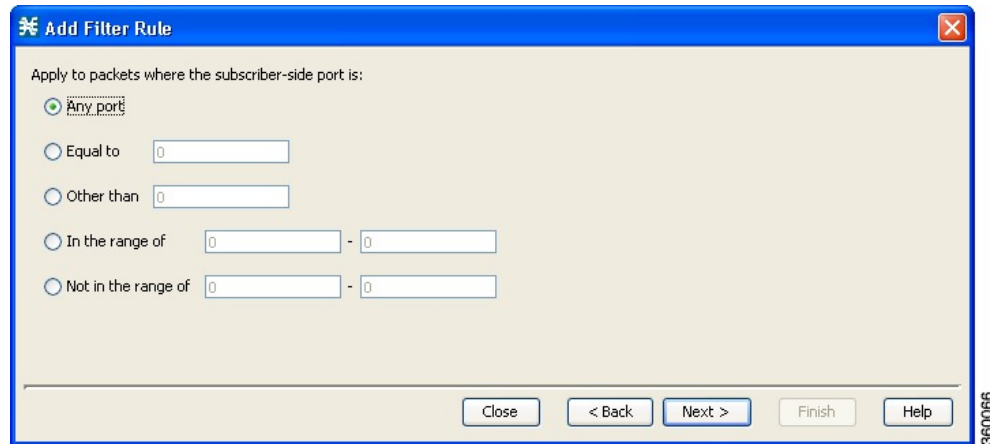 Add Filter Rule
Apply to packets where the subscriber-side port is:
Any port
Equal to 0
Other than 0
In the range of 0 - 0
Not in the range of 0 - 0
Close < Back Next > Finish Help
360066